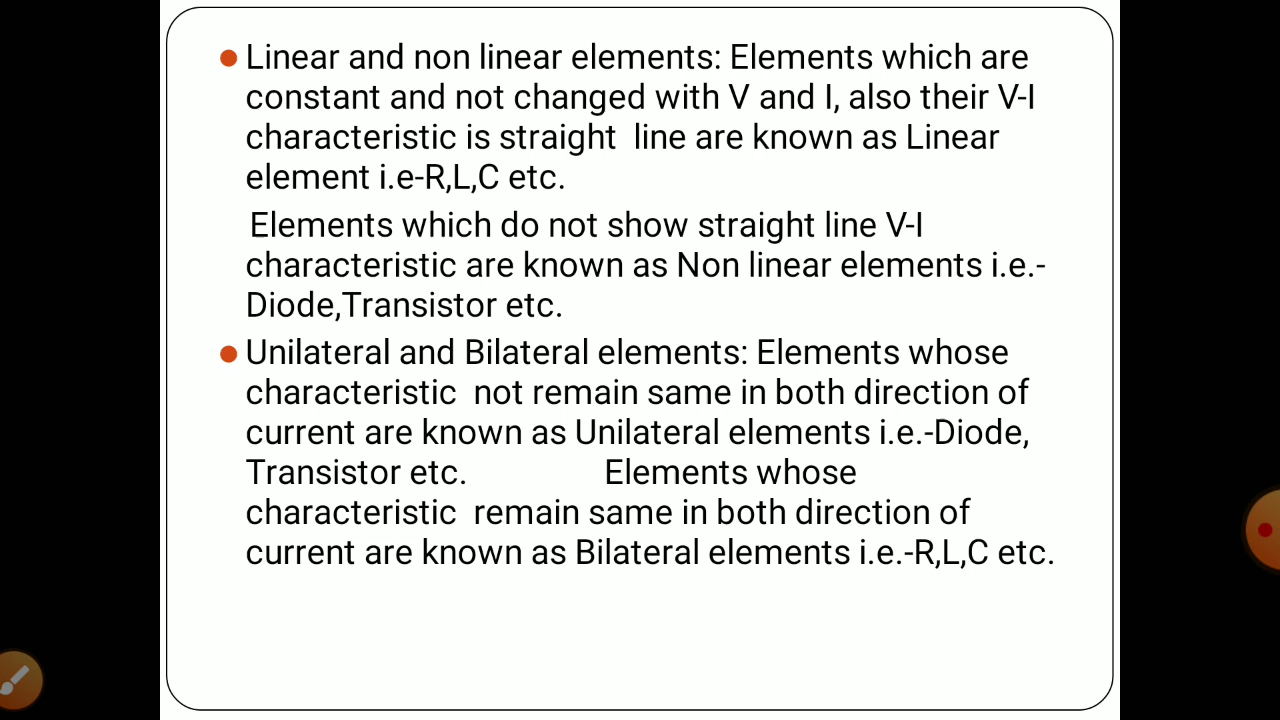 Linear and non linear elements: Elements which are
constant and not changed with V and I, also their V-I
characteristic is straight  line are known as Linear
element i.e-R,L,C etc.
Elements which do not show straight line V-I
characteristic are known as Non linear elements i.e.-
Diode,Transistor etc.
Unilateral and Bilateral elements: Elements whose
characteristic  not remain same in both direction of
current are known as Unilateral elements i.e.-Diode,
Transistor etc.               Elements whose
characteristic  remain same in both direction of
current are known as Bilateral elements i.e.-R,L,C etc.